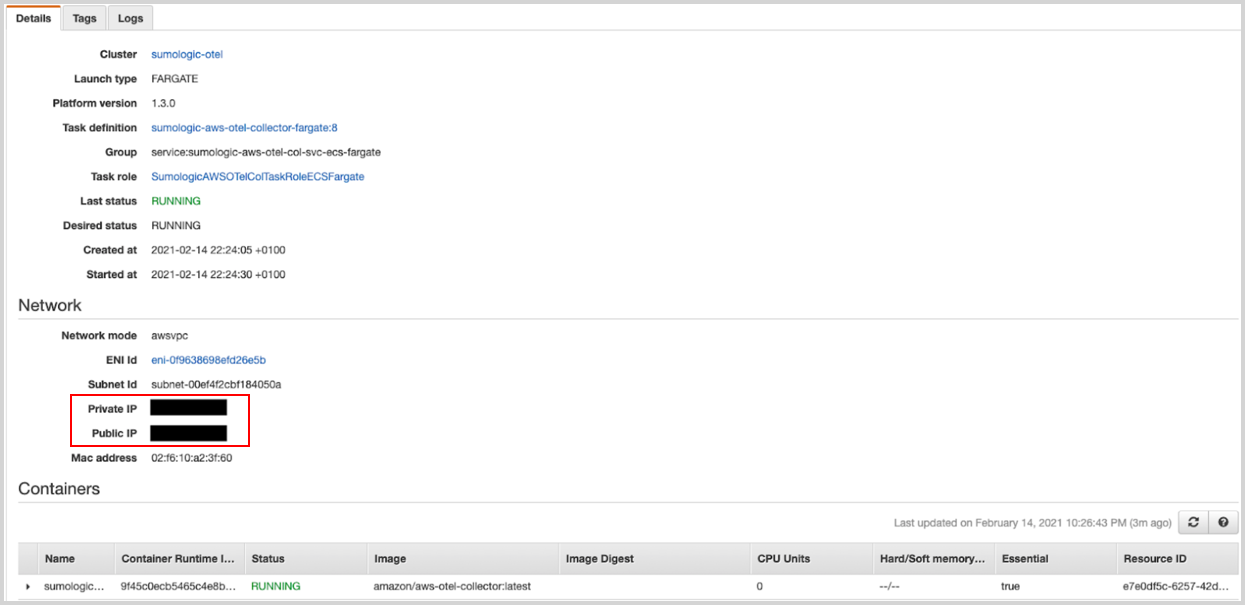 Details Tags Logs
Cluster sumologic-otel
Launch type FARGATE
Platform version 1.3.0
Task definition sumologic-aws-otel-collector-fargate:8
Group service:sumologic-aws-otel-col-svc-ecs-fargate
Task role SumologicAWSOTelColTaskRoleECSFargate
Last status RUNNING
Desired status RUNNING
Created at 2021-02-14 22:24:05 +0100
Started at 2021-02-14 22:24:30 +0100
Network
Network mode awsvpc
ENI Id eni-0f9638698efd26e5b
Subnet Id subnet-00ef4f2cbf184050a
Private IP
Public IP
Mac address 02:f6:10:a2:3f:60
Containers
Last updated on February 14, 2021 10:26:43 PM (3m ago)
Name Container Runtime I... Status Image Image Digest CPU Units Hard/Soft memory... Essential Resource ID
sumologic... 9f45c0ecb5465c4e8b... RUNNING amazon/aws-otel-collector:latest 0 --/-- true e7e0df5c-6257-42d...